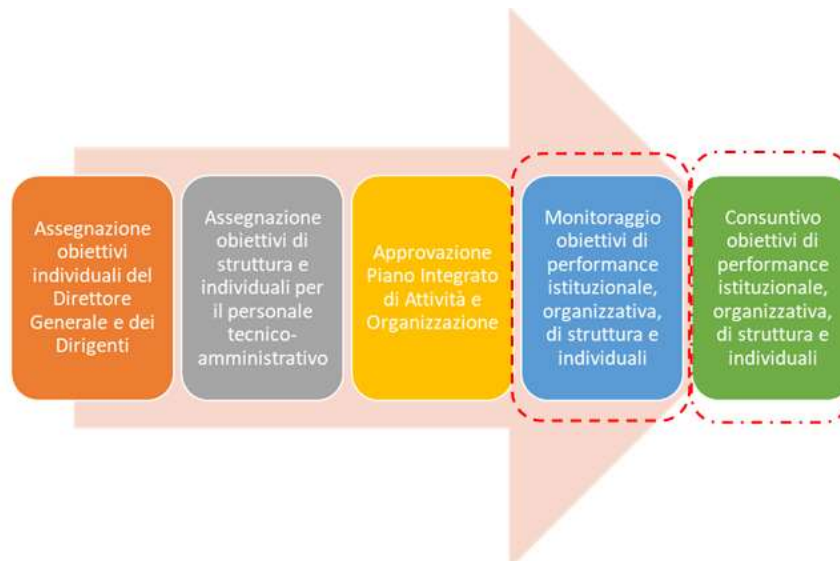 Assegnazione
obiettivi
individuali del
Direttore
Generale e dei
Dirigenti
Assegnazione
obiettivi di
struttura e
individuali per
il personale
tecnico-
amministrativo
Approvazione
Piano Integrato
di Attività e
Organizzazione
Monitoraggio
obiettivi di
performance
istituzionale,
organizzativa,
di struttura e
individuali
Consuntivo
obiettivi di
performance
istituzionale,
organizzativa,
di struttura e
individuali